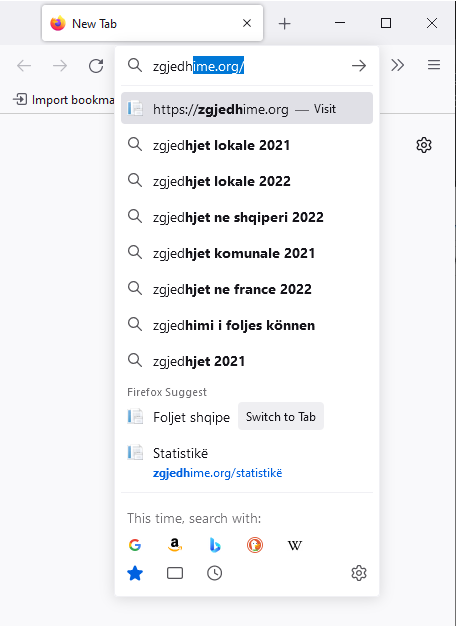 New Tab
zgjedhime.org/
Import bookma
https://zgjedhime.org — Visit
zgjedhjet lokale 2021
zgjedhjet lokale 2022
zgjedhjet ne shqiperi 2022
zgjedhjet komunale 2021
zgjedhjet ne france 2022
zgjedhimi i foljes können
zgjedhjet 2021
Firefox Suggest
Foljet shqipe Switch to Tab
Statistikë
zgjedhime.org/statistikë
This time, search with: